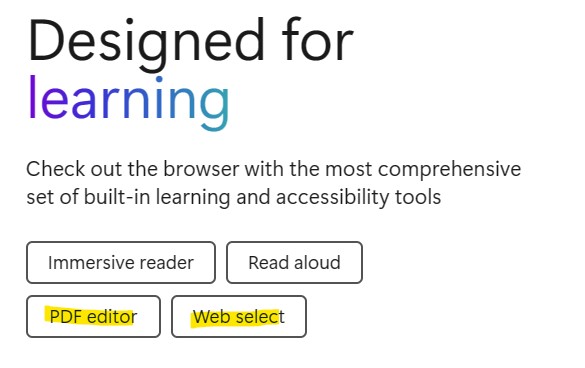 Designed for
learning
Check out the browser with the most comprehensive
set of built-in learning and accessibility tools
Immersive reader
Read aloud
PDF editor
Web select